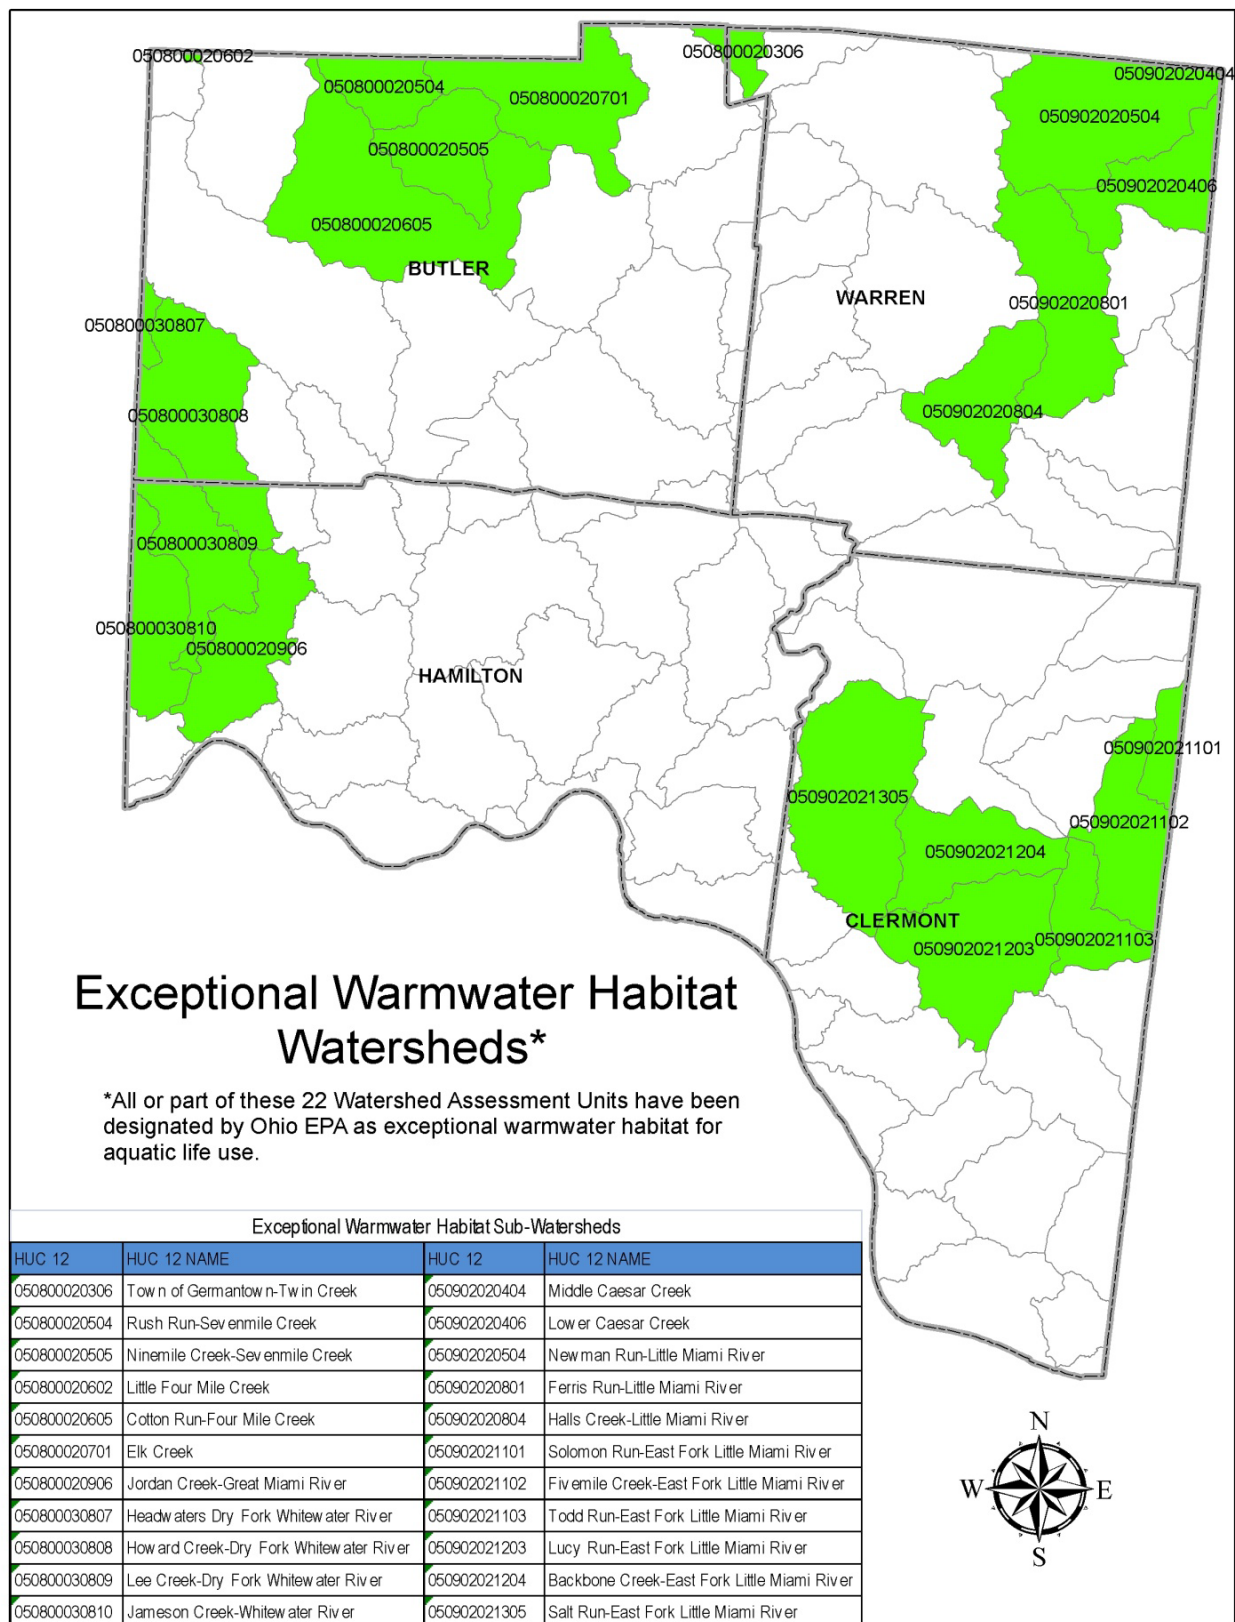 050800020602
050800020306
050902020404
050800020504
050800020701
050902020504
050800020505
050902020406
050800020605
BUTLER
WARREN
050902020801
050800030807
050800030808
050902020804
050800030809
050800030810
050800020906
HAMILTON
050902021101
050902021305
050902021102
050902021204
CLERMONT
050902021203
050902021103
Exceptional Warmwater Habitat
Watersheds*
*All or part of these 22 Watershed Assessment Units have been
designated by Ohio EPA as exceptional warmwater habitat for
aquatic life use.
Exceptional Warmwater Habitat Sub-Watersheds
HUC 12 HUC 12 NAME HUC 12 HUC 12 NAME
050800020306 Town of Germantown-Twin Creek 050902020404 Middle Caesar Creek
050800020504 Rush Run-Sevenmile Creek 050902020406 Lower Caesar Creek
050800020505 Ninemile Creek-Sevenmile Creek 050902020504 Newman Run-Little Miami River
050800020602 Little Four Mile Creek 050902020801 Ferris Run-Little Miami River
050800020605 Cotton Run-Four Mile Creek 050902020804 Halls Creek-Little Miami River
050800020701 Elk Creek 050902021101 Solomon Run-East Fork Little Miami River
050800020906 Jordan Creek-Great Miami River 050902021102 Fivemile Creek-East Fork Little Miami River
050800030807 Headwaters Dry Fork Whitewater River 050902021103 Todd Run-East Fork Little Miami River
050800030808 Howard Creek-Dry Fork Whitewater River 050902021203 Lucy Run-East Fork Little Miami River
050800030809 Lee Creek-Dry Fork Whitewater River 050902021204 Backbone Creek-East Fork Little Miami River
050800030810 Jameson Creek-Whitewater River 050902021305 Salt Run-East Fork Little Miami River
N
W E
S